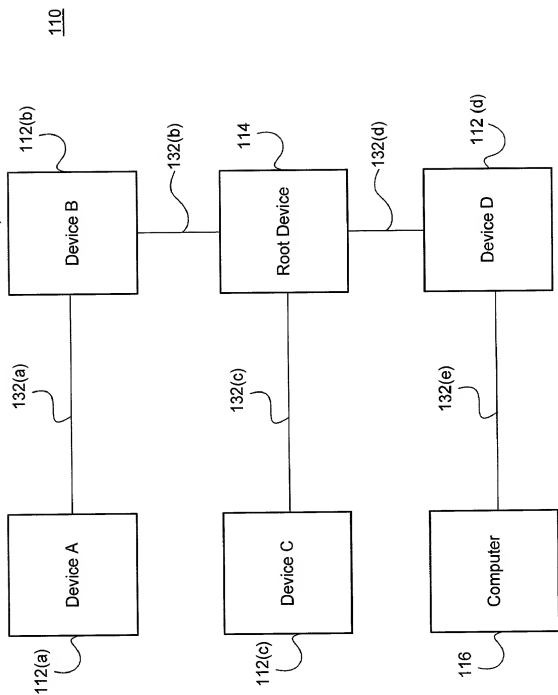 110
112(b)
Device B
132(b)
114
Root Device
132(d)
112 (d)
Device D
132(a)
132(c)
132(e)
Device A
112(a)
Device C
112(c)
Computer
116